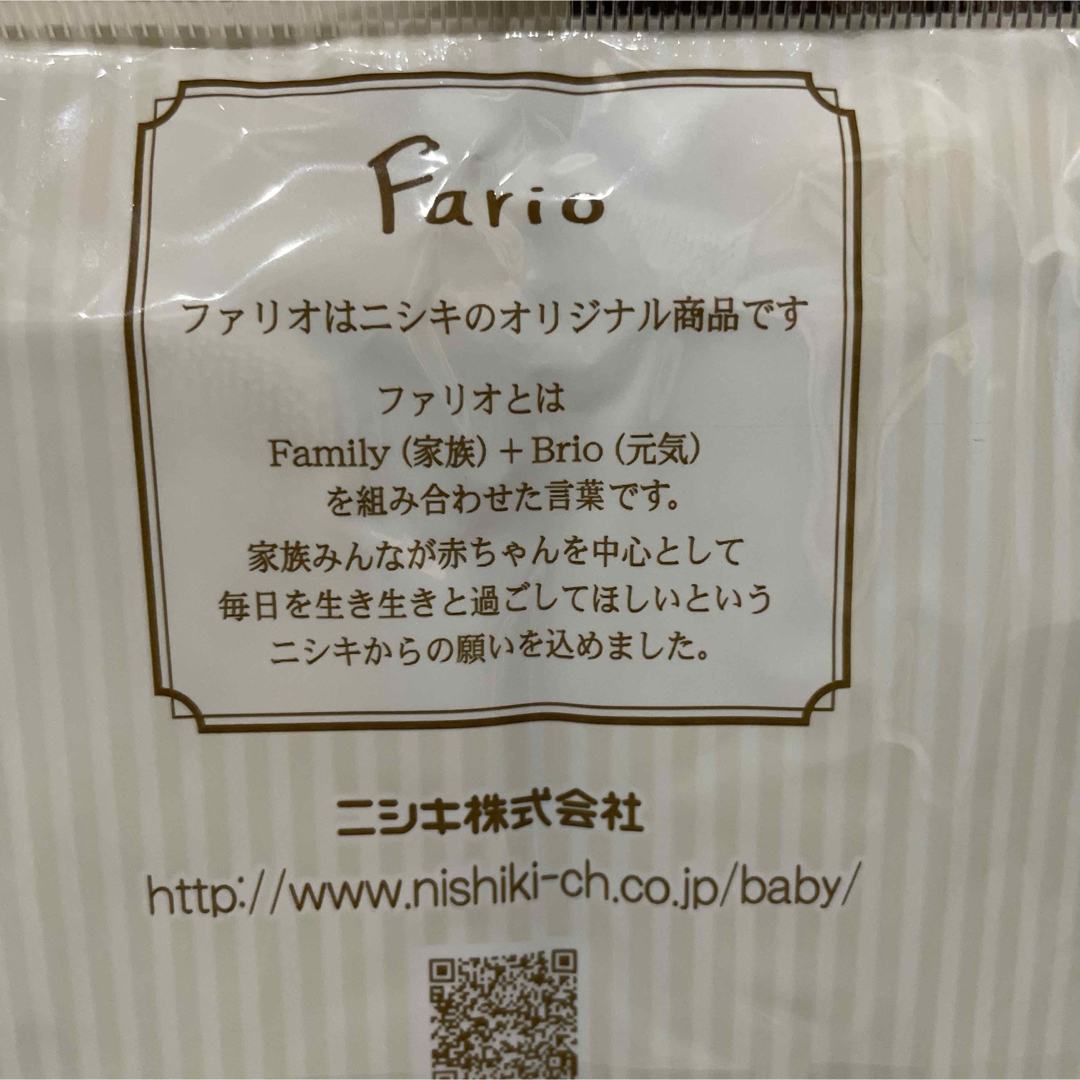 Fario
ファリオはニシキのオリジナル商品です
ファリオとは
Family (家族) + Brio (元気)
を組み合わせた言葉です。
家族みんなが赤ちゃんを中心として
毎日を生き生きと過ごしてほしいという
ニシキからの願いを込めました。
ニシキ株式会社
http://www.nishiki-ch.co.jp/baby/